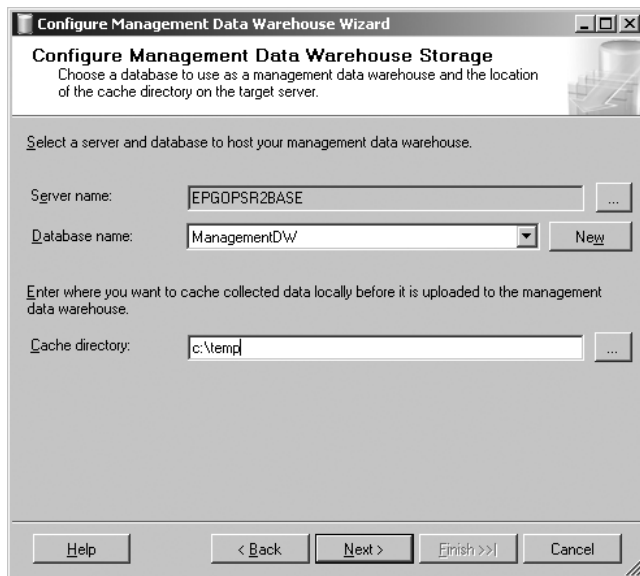 Configure Management Data Warehouse Wizard
Configure Management Data Warehouse Storage
Choose a database to use as a management data warehouse and the location
of the cache directory on the target server.
Select a server and database to host your management data warehouse.
Server name: EPGOPSR2BASE ...
Database name: ManagementDW New
Enter where you want to cache collected data locally before it is uploaded to the management
data warehouse.
Cache directory: c:\temp ...
Help < Back Next > Finish >>| Cancel